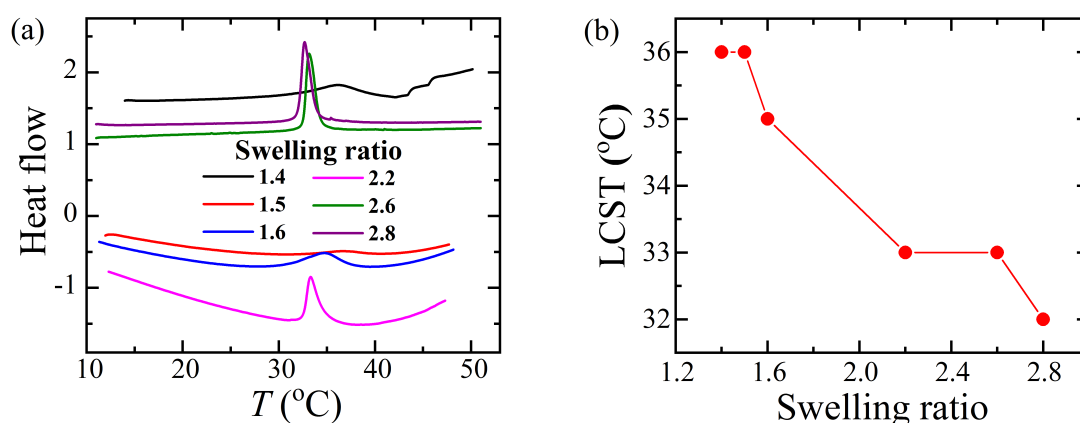 (a)
Heat flow
2
1
0
-1
Swelling ratio
1.4 2.2
1.5 2.6
1.6 2.8
10 20 30 40 50
T (°C)
(b)
LCST (°C)
36
35
34
33
32
1.2 1.6 2.0 2.4 2.8
Swelling ratio